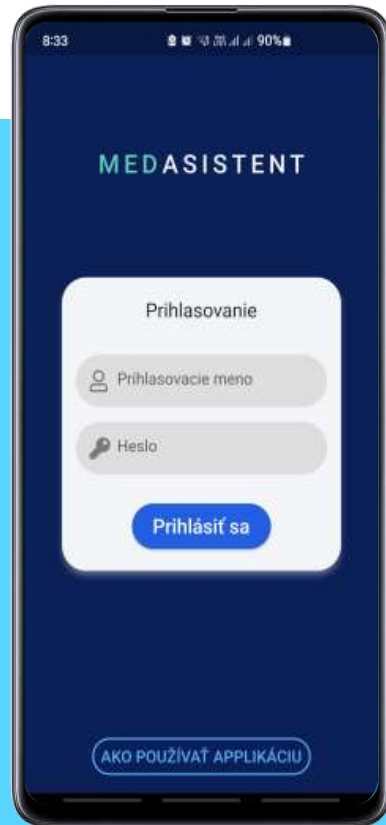 8:33 90%
MEDASISTENT
Prihlasovanie
Prihlasovacie meno
Heslo
Prihlásiť sa
AKO POUŽÍVAŤ APPLIKÁCIU